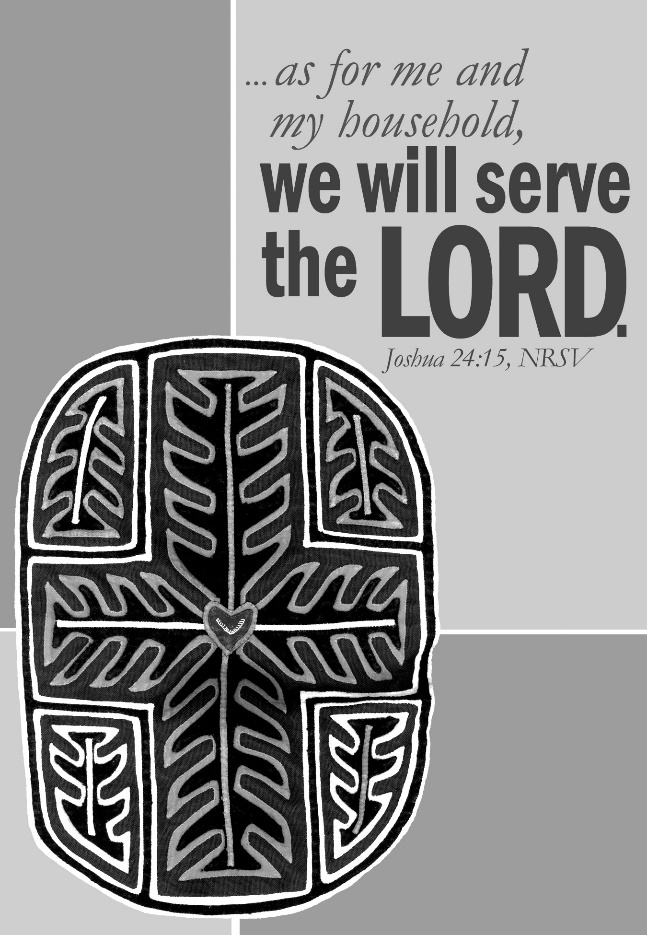 ...as for me and
my household,
we will serve
the LORD.
Joshua 24:15, NRSV